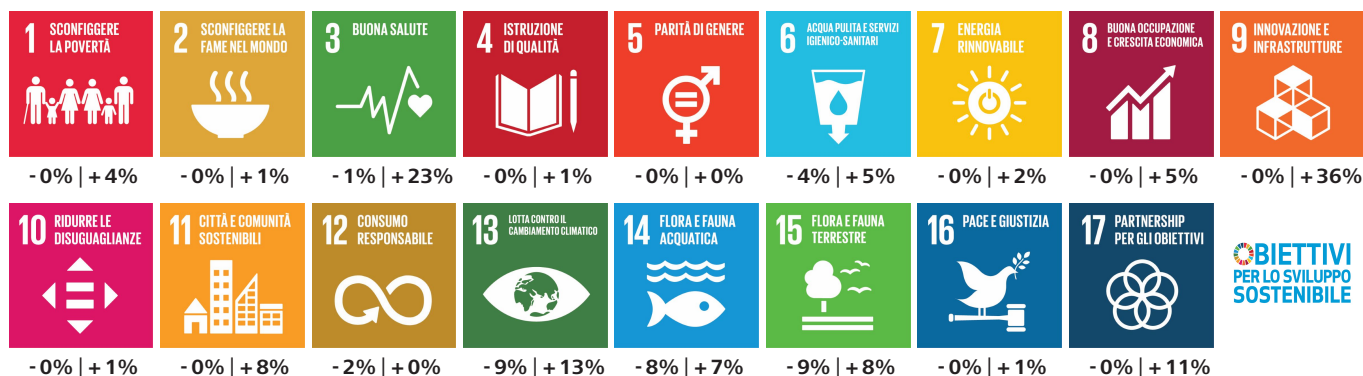 1 SCONFIGGERE
LA POVERTÀ
2 SCONFIGGERE LA
FAME NEL MONDO
3 BUONA SALUTE
4 ISTRUZIONE
DI QUALITÀ
5 PARITÀ DI GENERE
6 ACQUA PULITA E SERVIZI
IGIENICO-SANITARI
7 ENERGIA
RINNOVABILE
8 BUONA OCCUPAZIONE
E CRESCITA ECONOMICA
9 INNOVAZIONE E
INFRASTRUTTURE
- 0% | + 4%
- 0% | + 1%
- 1% | + 23%
- 0% | + 1%
- 0% | + 0%
- 4% | + 5%
- 0% | + 2%
- 0% | + 5%
- 0% | + 36%
10 RIDURRE LE
DISUGUAGLIANZE
11 CITTÀ E COMUNITÀ
SOSTENIBILI
12 CONSUMO
RESPONSABILE
13 LOTTA CONTRO IL
CAMBIAMENTO CLIMATICO
14 FLORA E FAUNA
ACQUATICA
15 FLORA E FAUNA
TERRESTRE
16 PACE E GIUSTIZIA
17 PARTNERSHIP
PER GLI OBIETTIVI
OBIETTIVI
PER LO SVILUPPO
SOSTENIBILE
- 0% | + 1%
- 0% | + 8%
- 2% | + 0%
- 9% | + 13%
- 8% | + 7%
- 9% | + 8%
- 0% | + 1%
- 0% | + 11%